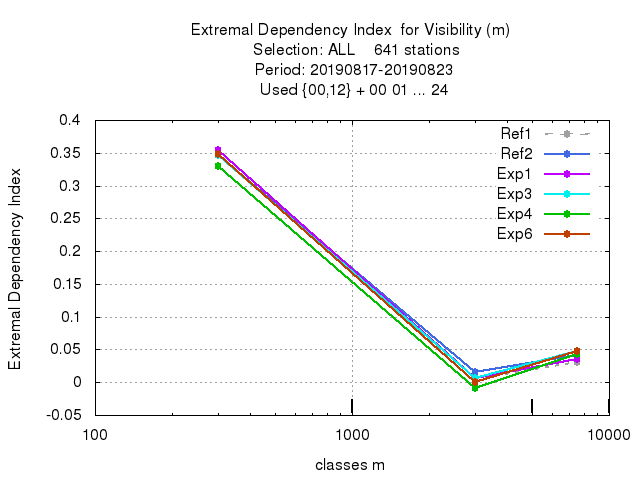 Extremal Dependency Index  for Visibility (m)
Selection: ALL    641 stations
Period: 20190817-20190823
Used {00,12} + 00 01 ... 24
0.4
0.35
0.3
0.25
0.2
0.15
0.1
0.05
0
-0.05
Extremal Dependency Index
Ref1
Ref2
Exp1
Exp3
Exp4
Exp6
100
1000
10000
classes m